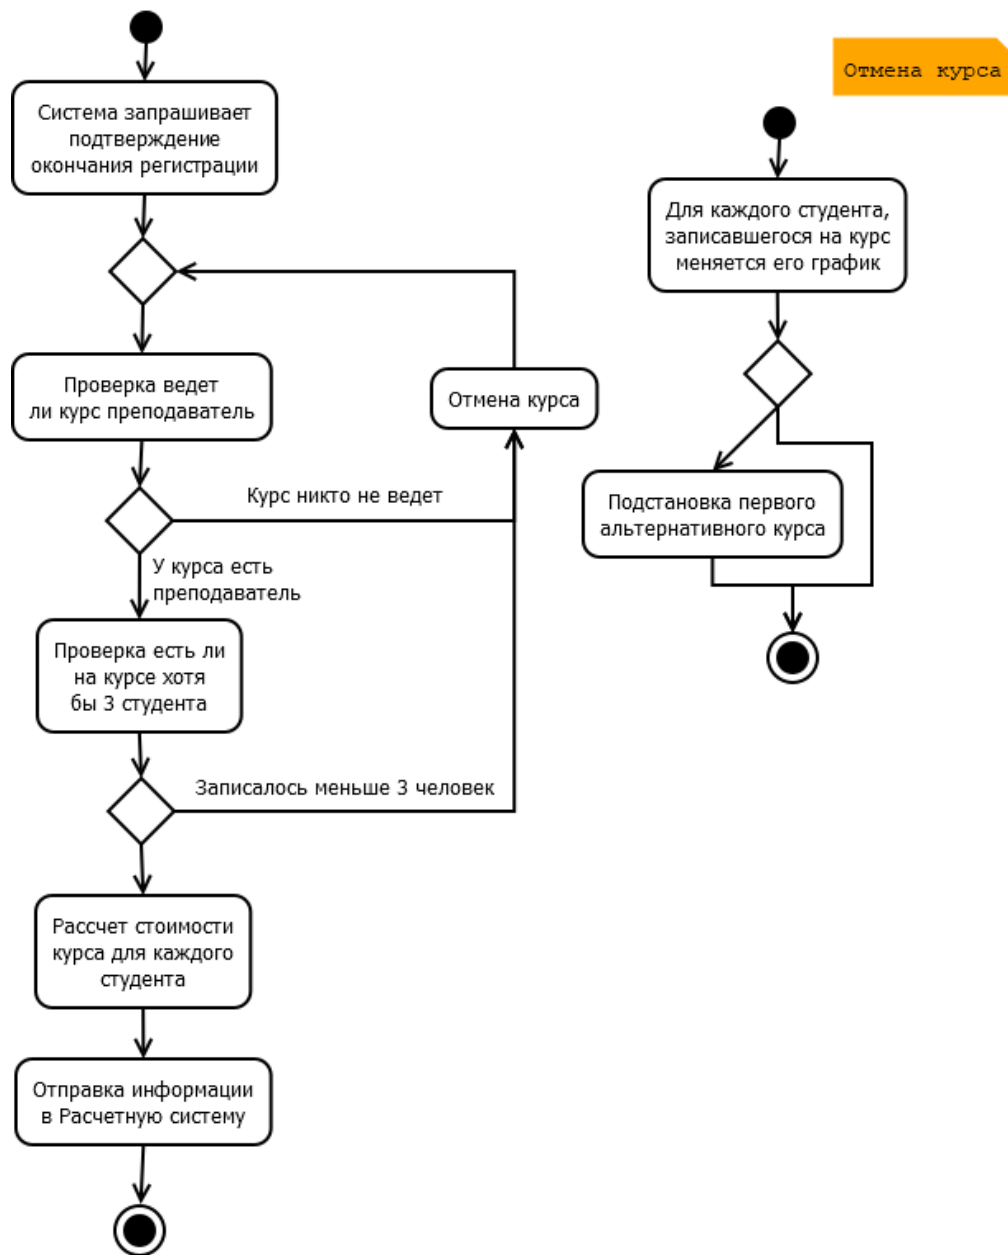 Система запрашивает
подтверждение
окончания регистрации
Проверка ведет
ли курс преподаватель
Отмена курса
Курс никто не ведет
У курса есть
преподаватель
Проверка есть ли
на курсе хотя
бы 3 студента
Записалось меньше 3 человек
Рассчет стоимости
курса для каждого
студента
Отправка информации
в Расчетную систему
Отмена курса
Для каждого студента,
записавшегося на курс
меняется его график
Подстановка первого
альтернативного курса